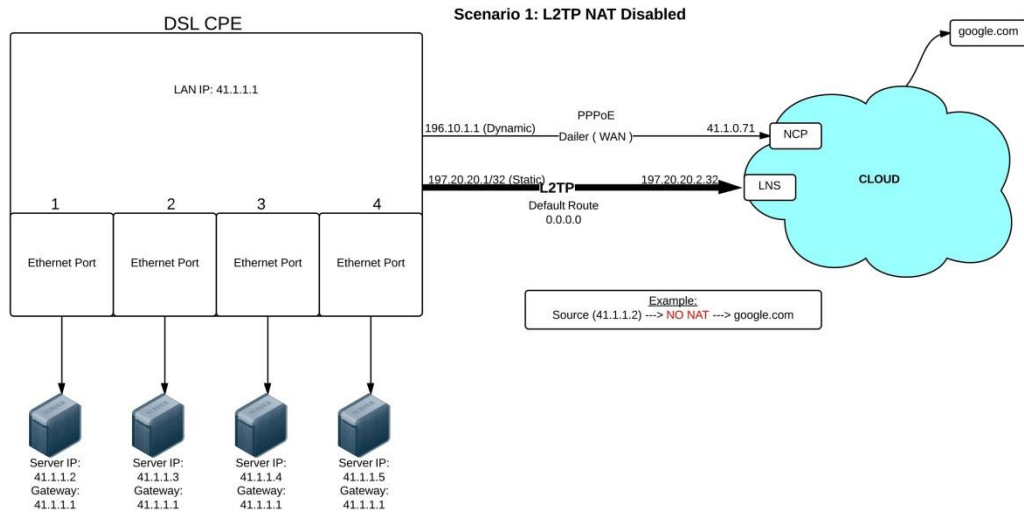 Scenario 1: L2TP NAT Disabled
DSL CPE
google.com
LAN IP: 41.1.1.1
PPPoE
196.10.1.1 (Dynamic)
Dailer ( WAN )
41.1.0.71
NCP
197.20.20.1/32 (Static)
L2TP
197.20.20.2.32
LNS
CLOUD
Default Route
0.0.0.0
1
2
3
4
Ethernet Port
Ethernet Port
Ethernet Port
Ethernet Port
Example:
Source (41.1.1.2) ---> NO NAT ---> google.com
Server IP:
41.1.1.2
Gateway:
41.1.1.1
Server IP:
41.1.1.3
Gateway:
41.1.1.1
Server IP:
41.1.1.4
Gateway:
41.1.1.1
Server IP:
41.1.1.5
Gateway:
41.1.1.1